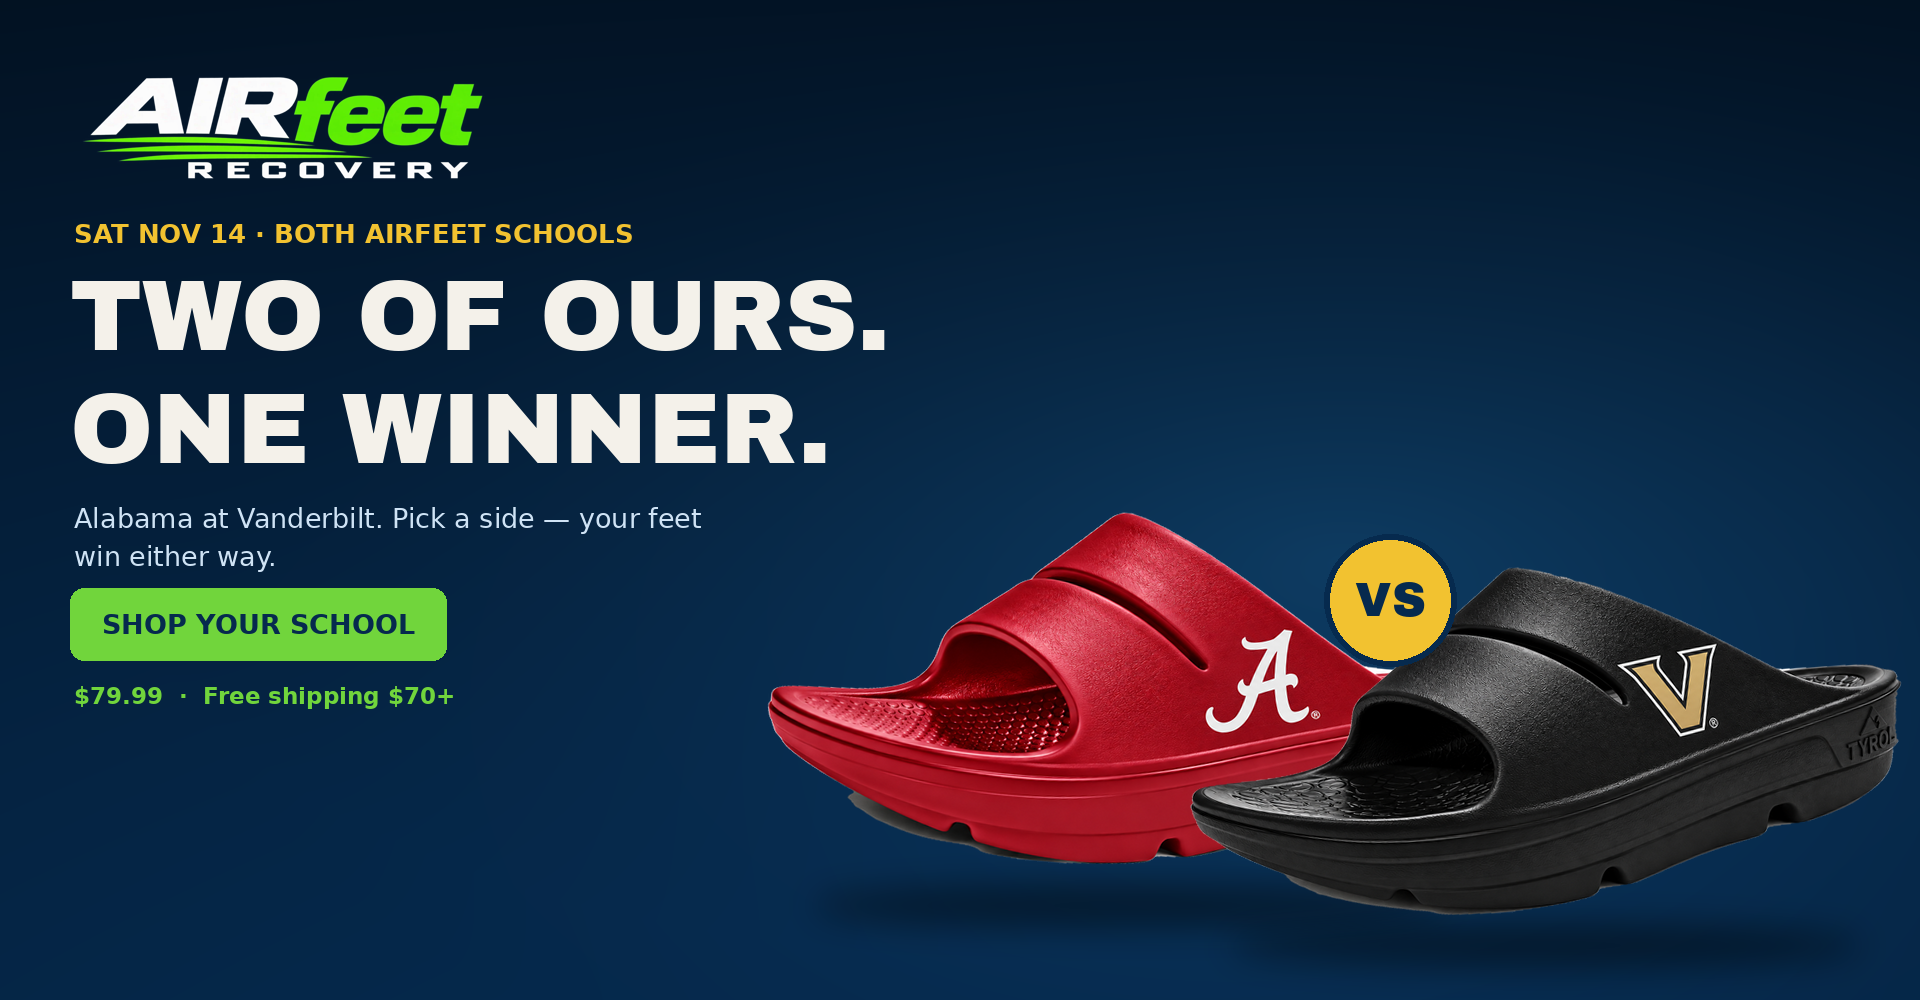 AIRfeet
RECOVERY
SAT NOV 14 · BOTH AIRFEET SCHOOLS
TWO OF OURS.
ONE WINNER.
Alabama at Vanderbilt. Pick a side — your feet
win either way.
SHOP YOUR SCHOOL
$79.99 · Free shipping $70+
VS
A®
V®
TYROL